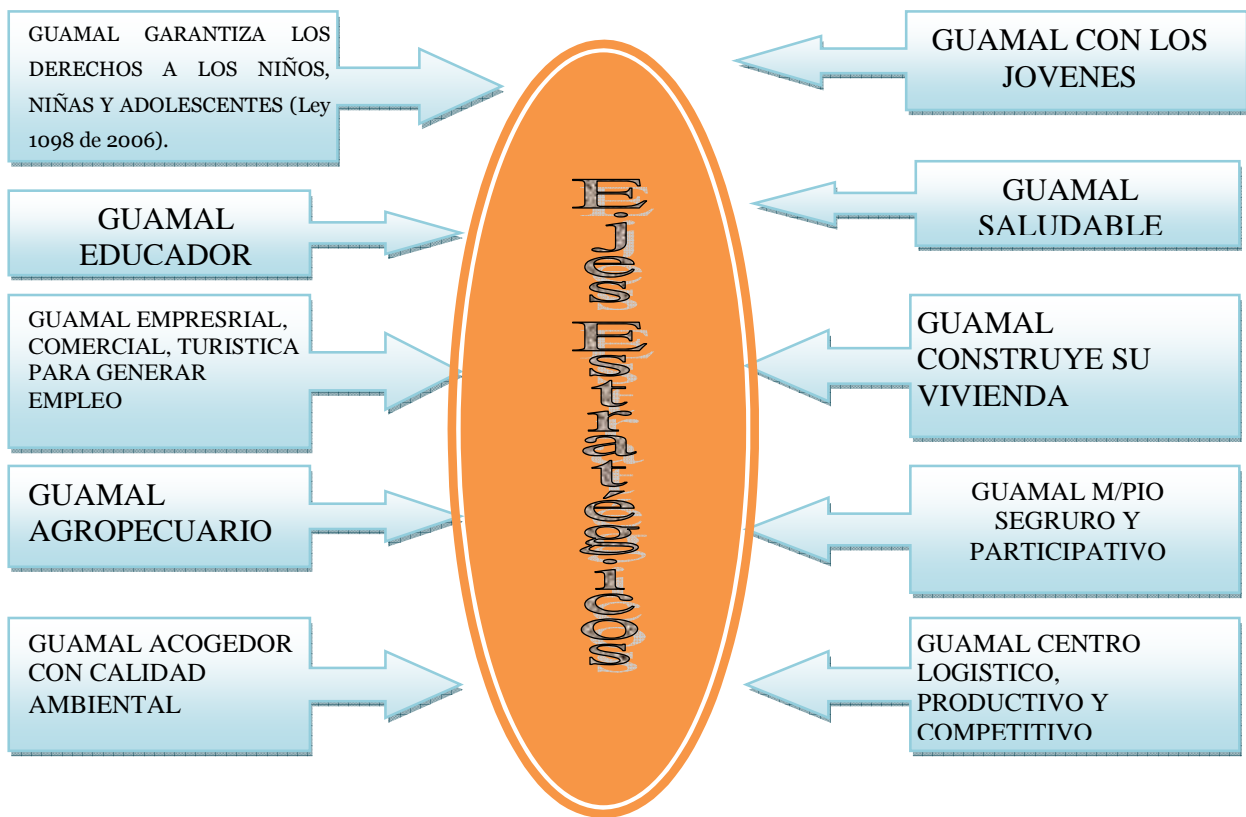 GUAMAL GARANTIZA LOS
DERECHOS A LOS NIÑOS,
NIÑAS Y ADOLESCENTES (Ley
1098 de 2006).
GUAMAL
EDUCADOR
GUAMAL EMPRESRIAL,
COMERCIAL, TURISTICA
PARA GENERAR
EMPLEO
GUAMAL
AGROPECUARIO
GUAMAL ACOGEDOR
CON CALIDAD
AMBIENTAL
Ejes Estratégicos
GUAMAL CON LOS
JOVENES
GUAMAL
SALUDABLE
GUAMAL
CONSTRUYE SU
VIVIENDA
GUAMAL M/PIO
SEGRURO Y
PARTICIPATIVO
GUAMAL CENTRO
LOGISTICO,
PRODUCTIVO Y
COMPETITIVO